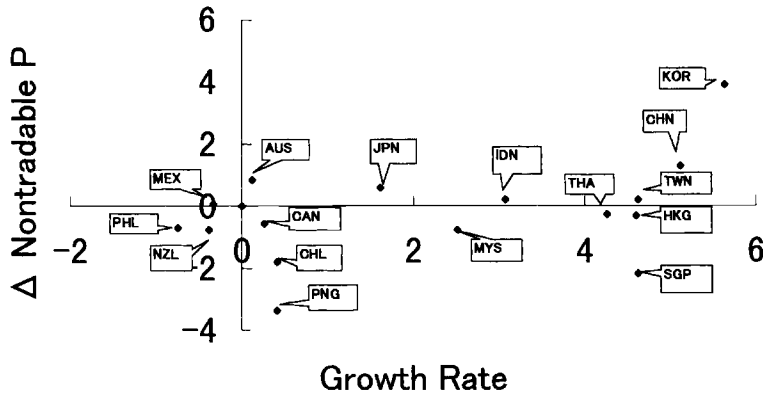 Δ Nontradable P
6
4
2
0
-2
-4
-2
0
2
4
6
KOR
CHN
AUS
JPN
IDN
THA
TWN
MEX
PHL
CAN
HKG
NZL
CHL
MYS
SGP
PNG
Growth Rate